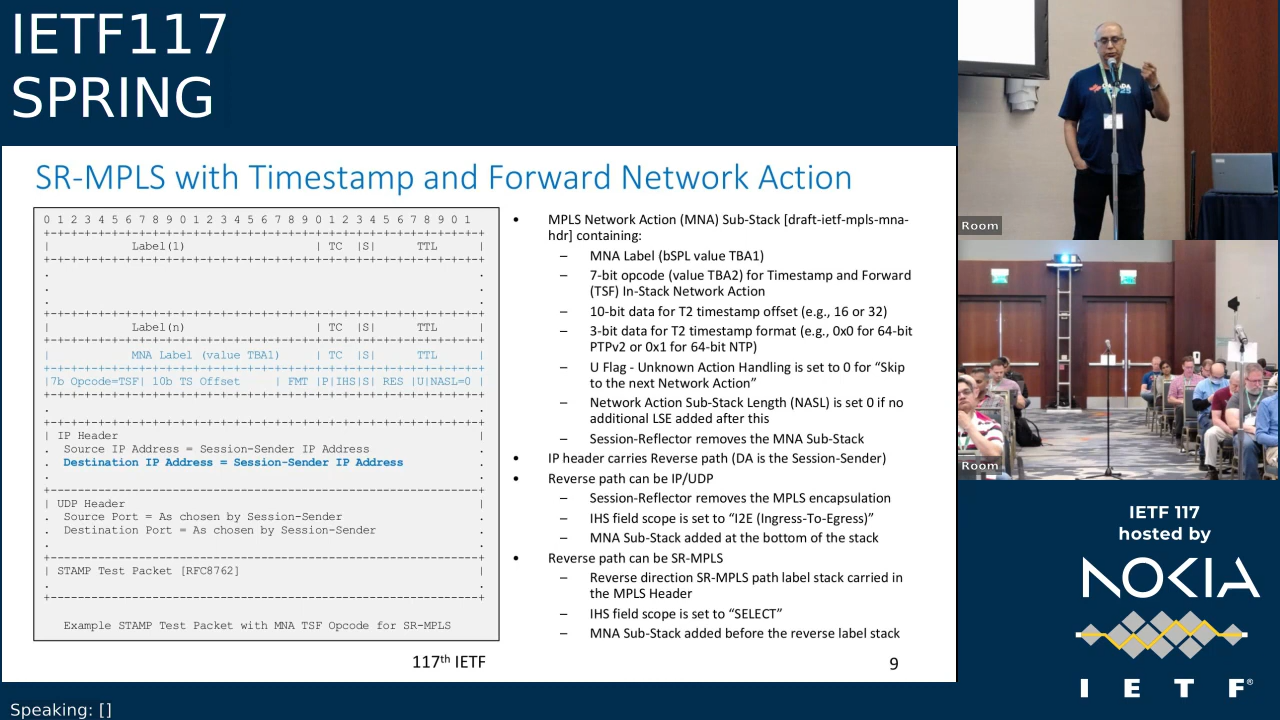 IETF117
SPRING
SR-MPLS with Timestamp and Forward Network Action
0 1 2 3 4 5 6 7 8 9 0 1 2 3 4 5 6 7 8 9 0 1 2 3 4 5 6 7 8 9 0 1
+-+-+-+-+-+-+-+-+-+-+-+-+-+-+-+-+-+-+-+-+-+-+-+-+-+-+-+-+-+-+-+-+
| Label(1) | TC |S| TTL |
+-+-+-+-+-+-+-+-+-+-+-+-+-+-+-+-+-+-+-+-+-+-+-+-+-+-+-+-+-+-+-+-+
. .
. .
. .
+-+-+-+-+-+-+-+-+-+-+-+-+-+-+-+-+-+-+-+-+-+-+-+-+-+-+-+-+-+-+-+-+
| Label(n) | TC |S| TTL |
+-+-+-+-+-+-+-+-+-+-+-+-+-+-+-+-+-+-+-+-+-+-+-+-+-+-+-+-+-+-+-+-+
| MNA Label (value TBA1) | TC |S| TTL |
+-+-+-+-+-+-+-+-+-+-+-+-+-+-+-+-+-+-+-+-+-+-+-+-+-+-+-+-+-+-+-+-+
|7b Opcode=TSF| 10b TS Offset | FMT |P|IHS|S| RES |U|NASL=0 |
+-+-+-+-+-+-+-+-+-+-+-+-+-+-+-+-+-+-+-+-+-+-+-+-+-+-+-+-+-+-+-+-+
. .
+-+-+-+-+-+-+-+-+-+-+-+-+-+-+-+-+-+-+-+-+-+-+-+-+-+-+-+-+-+-+-+-+
| IP Header |
. Source IP Address = Session-Sender IP Address .
. Destination IP Address = Session-Sender IP Address .
. .
+---------------------------------------------------------------+
| UDP Header |
. Source Port = As chosen by Session-Sender .
. Destination Port = As chosen by Session-Sender .
. .
+---------------------------------------------------------------+
| STAMP Test Packet [RFC8762] |
. .
+---------------------------------------------------------------+
Example STAMP Test Packet with MNA TSF Opcode for SR-MPLS
• MPLS Network Action (MNA) Sub-Stack [draft-ietf-mpls-mna-
hdr] containing:
– MNA Label (bSPL value TBA1)
– 7-bit opcode (value TBA2) for Timestamp and Forward
(TSF) In-Stack Network Action
– 10-bit data for T2 timestamp offset (e.g., 16 or 32)
– 3-bit data for T2 timestamp format (e.g., 0x0 for 64-bit
PTPv2 or 0x1 for 64-bit NTP)
– U Flag - Unknown Action Handling is set to 0 for “Skip
to the next Network Action”
– Network Action Sub-Stack Length (NASL) is set 0 if no
additional LSE added after this
– Session-Reflector removes the MNA Sub-Stack
• IP header carries Reverse path (DA is the Session-Sender)
• Reverse path can be IP/UDP
– Session-Reflector removes the MPLS encapsulation
– IHS field scope is set to “I2E (Ingress-To-Egress)”
– MNA Sub-Stack added at the bottom of the stack
• Reverse path can be SR-MPLS
– Reverse direction SR-MPLS path label stack carried in
the MPLS Header
– IHS field scope is set to “SELECT”
– MNA Sub-Stack added before the reverse label stack
117th IETF
9
Room
Room
IETF 117
hosted by
NOKIA
I E T F®
Speaking: []